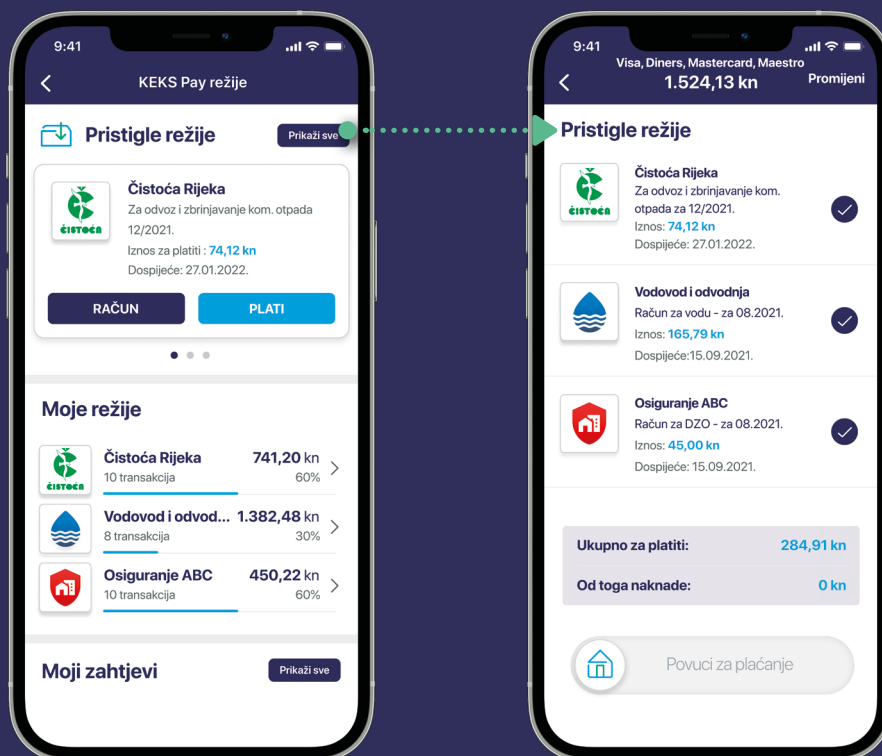 9:41
KEKS Pay režije
Pristigle režije
Prikaži sve
ČISTOĆA
Čistoća Rijeka
Za odvoz i zbrinjavanje kom. otpada
12/2021.
Iznos za platiti : 74,12 kn
Dospijeće: 27.01.2022.
RAČUN
PLATI
Moje režije
ČISTOĆA
Čistoća Rijeka
741,20 kn
10 transakcija
60%
Vodovod i odvod...
1.382,48 kn
8 transakcija
30%
Osiguranje ABC
450,22 kn
10 transakcija
60%
Moji zahtjevi
Prikaži sve
9:41
Visa, Diners, Mastercard, Maestro
1.524,13 kn
Promijeni
Pristigle režije
ČISTOĆA
Čistoća Rijeka
Za odvoz i zbrinjavanje kom.
otpada za 12/2021.
Iznos: 74,12 kn
Dospijeće: 27.01.2022.
Vodovod i odvodnja
Račun za vodu - za 08.2021.
Iznos: 165,79 kn
Dospijeće:15.09.2021.
Osiguranje ABC
Račun za DZO - za 08.2021.
Iznos: 45,00 kn
Dospijeće: 15.09.2021.
Ukupno za platiti:
284,91 kn
Od toga naknade:
0 kn
Povuci za plaćanje